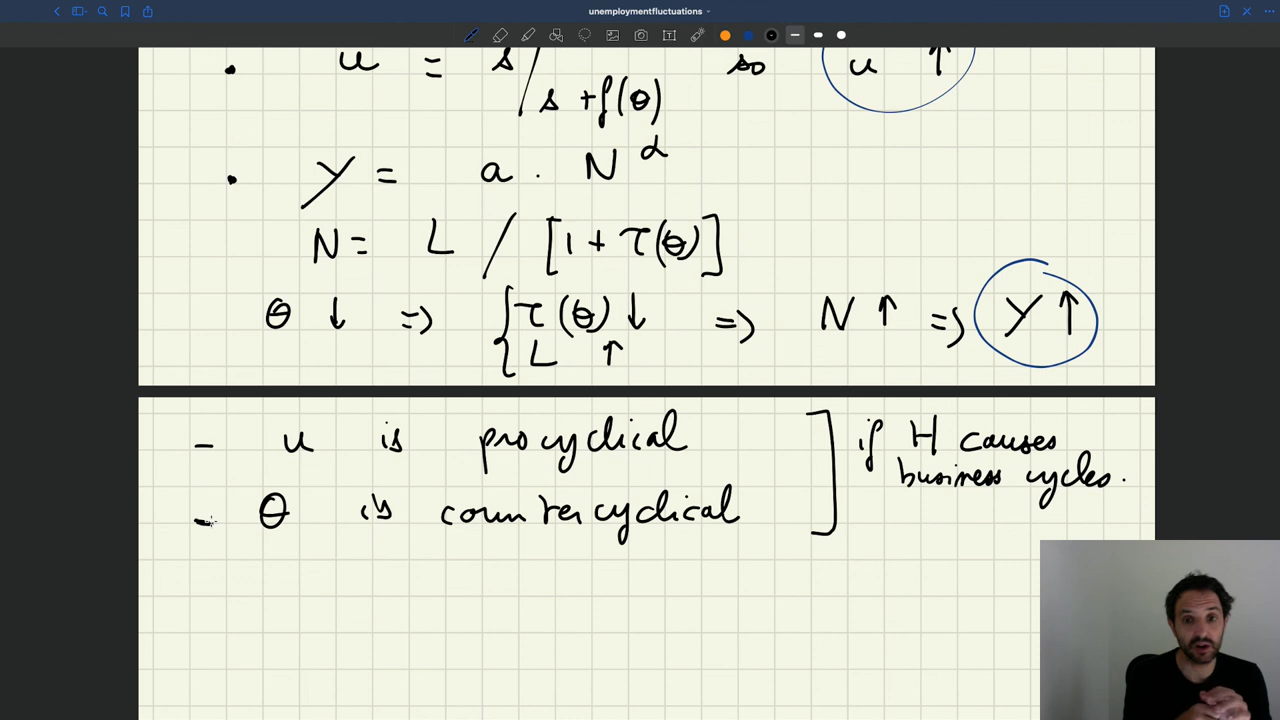 unemploymentfluctuations
• u = s / s + f(θ) so u ↑
• Y = a . N^α
N = L / [1 + τ(θ)]
θ ↓ => { τ(θ) ↓ L ↑ => N ↑ => Y ↑
- u is procyclical
- θ is countercyclical
] if H causes
business cycles.